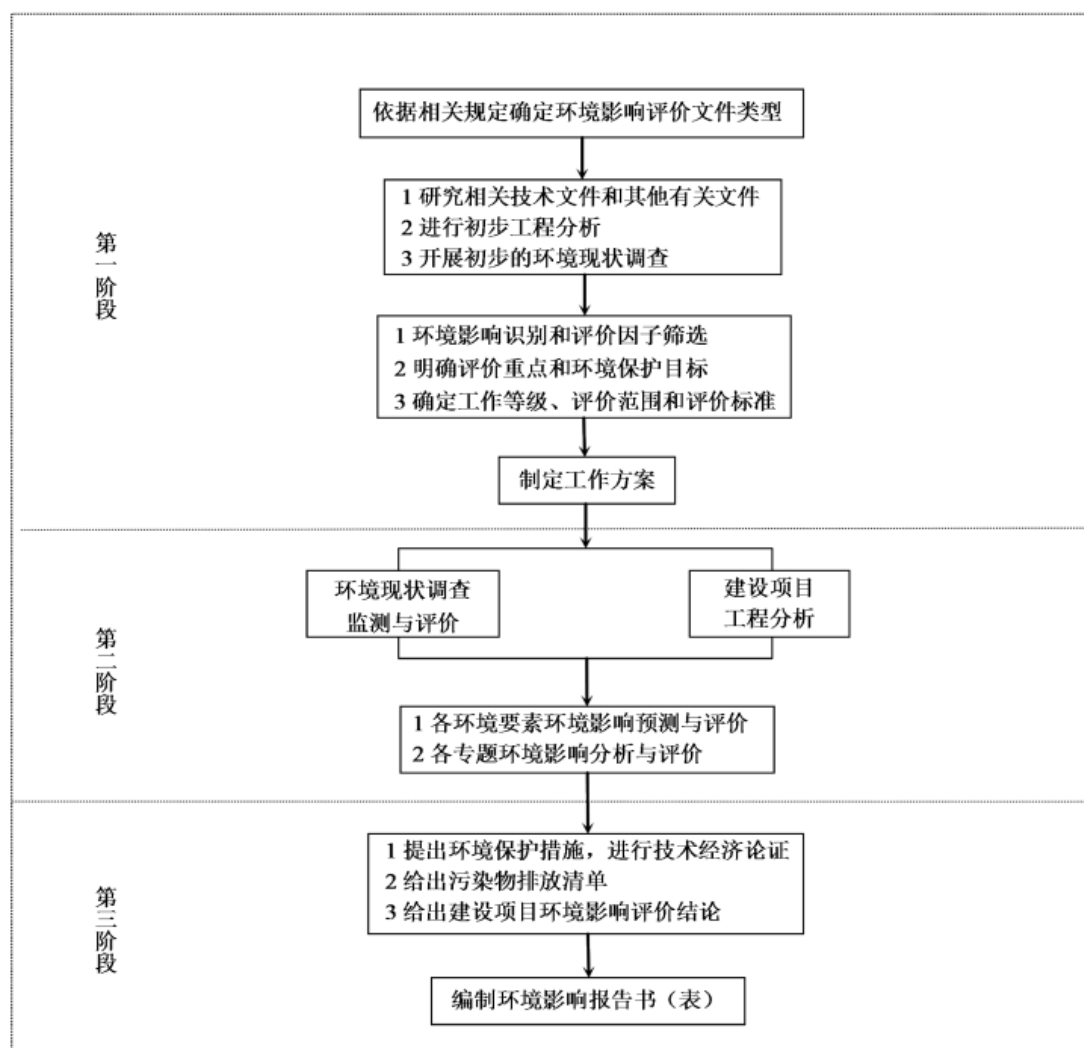 依据相关规定确定环境影响评价文件类型
1 研究相关技术文件和其他有关文件
2 进行初步工程分析
3 开展初步的环境现状调查
第一阶段
1 环境影响识别和评价因子筛选
2 明确评价重点和环境保护目标
3 确定工作等级、评价范围和评价标准
制定工作方案
环境现状调查
监测与评价
建设项目
工程分析
第二阶段
1 各环境要素环境影响预测与评价
2 各专题环境影响分析与评价
1 提出环境保护措施，进行技术经济论证
2 给出污染物排放清单
3 给出建设项目环境影响评价结论
第三阶段
编制环境影响报告书（表）